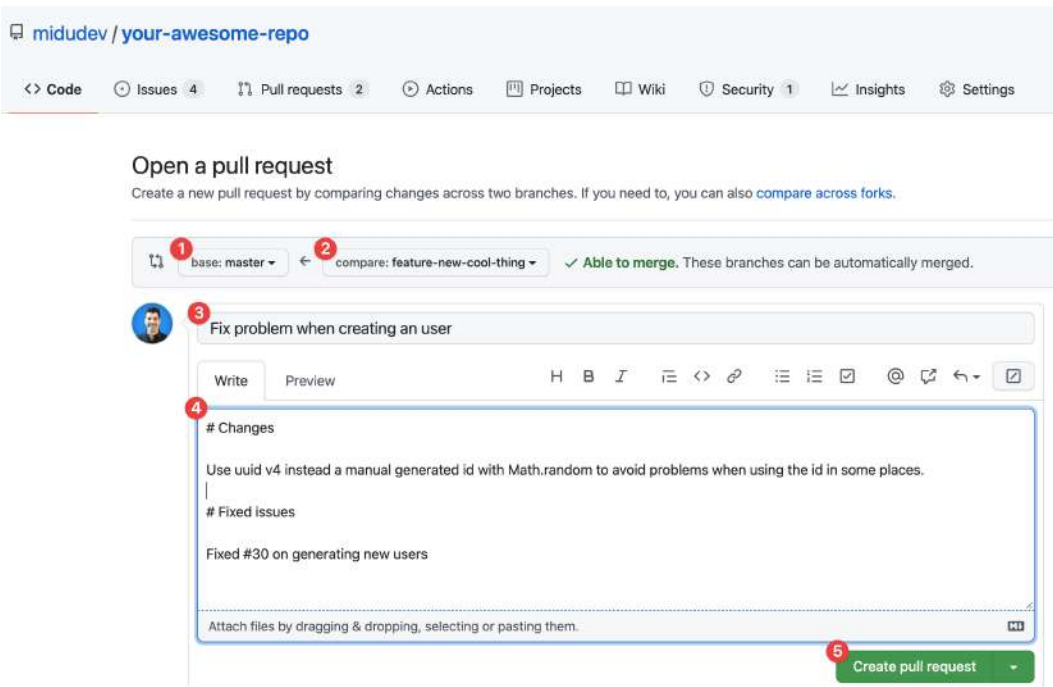 midudev / your-awesome-repo
<> Code Issues 4 Pull requests 2 Actions Projects Wiki Security 1 Insights Settings
Open a pull request
Create a new pull request by comparing changes across two branches. If you need to, you can also compare across forks.
1 base: master ← 2 compare: feature-new-cool-thing ✓ Able to merge. These branches can be automatically merged.
3 Fix problem when creating an user
Write Preview H B I <> @
4
# Changes
Use uuid v4 instead a manual generated id with Math.random to avoid problems when using the id in some places.
# Fixed issues
Fixed #30 on generating new users
Attach files by dragging & dropping, selecting or pasting them.
5 Create pull request